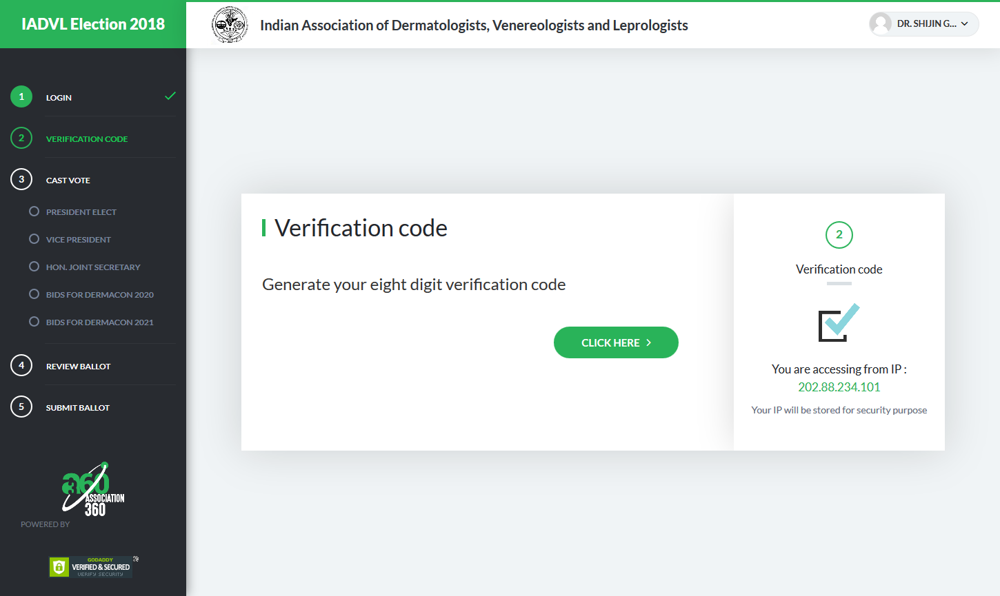 IADVL Election 2018
Indian Association of Dermatologists, Venereologists and Leprologists
DR. SHIJIN G...
1
LOGIN
2
VERIFICATION CODE
3
CAST VOTE
PRESIDENT ELECT
VICE PRESIDENT
HON. JOINT SECRETARY
BIDS FOR DERMACON 2020
BIDS FOR DERMACON 2021
4
REVIEW BALLOT
5
SUBMIT BALLOT
a360
ASSOCIATION
360
POWERED BY
GODADDY
VERIFIED & SECURED
VERIFY SECURITY
Verification code
Generate your eight digit verification code
CLICK HERE
2
Verification code
You are accessing from IP :
202.88.234.101
Your IP will be stored for security purpose